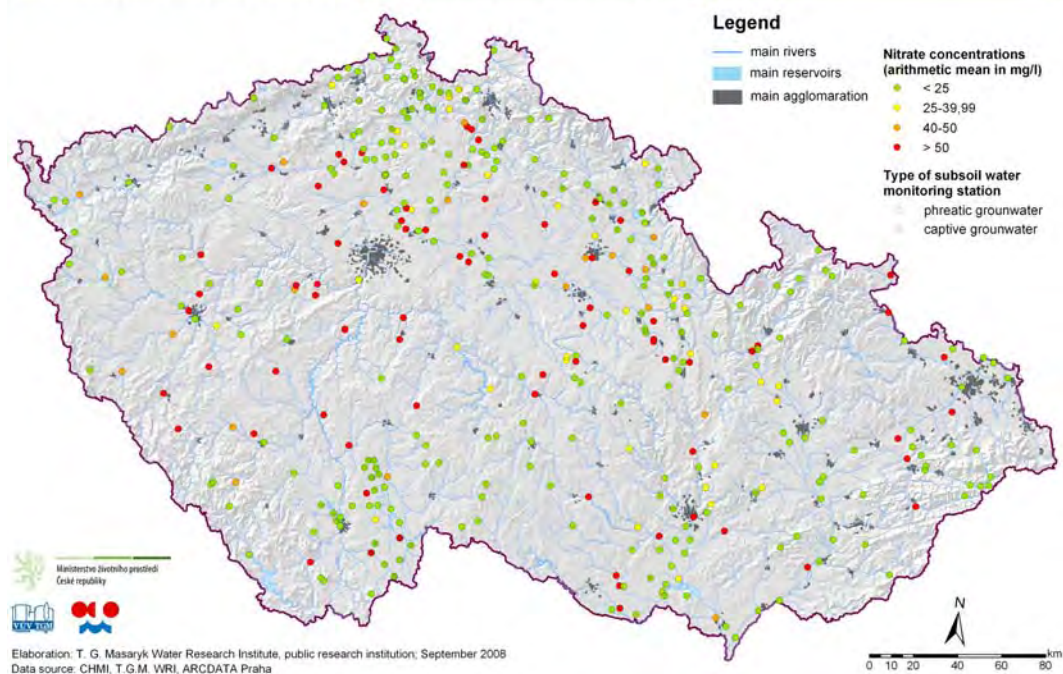 Legend
main rivers
main reservoirs
main agglomaration
Nitrate concentrations
(arithmetic mean in mg/l)
< 25
25-39,99
40-50
> 50
Type of subsoil water
monitoring station
phreatic grounwater
captive grounwater
Ministerstvo životního prostředí
České republiky
VÚV TGM
Elaboration: T. G. Masaryk Water Research Institute, public research institution; September 2008
Data source: CHMI, T.G.M. WRI, ARCDATA Praha
N
km
0 10 20 40 60 80